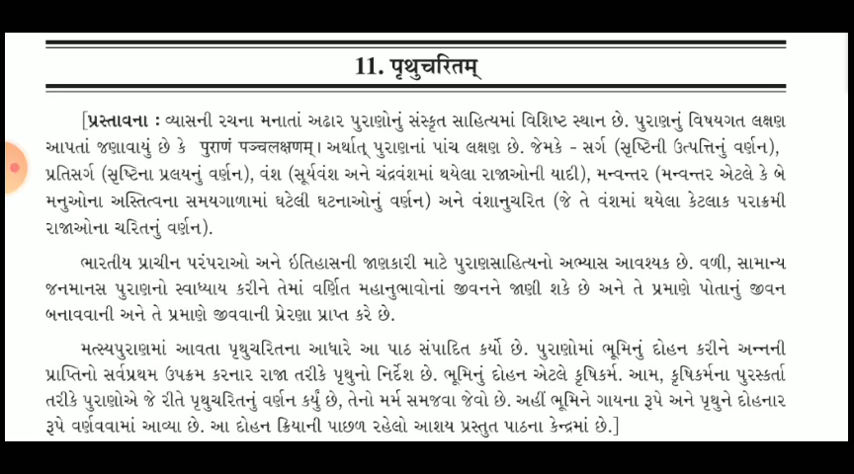 11. पृथुचरितम्
[પ્રસ્તાવના : વ્યાસની રચના મનાતાં અઢાર પુરાણોનું સંસ્કૃત સાહિત્યમાં વિશિષ્ટ સ્થાન છે. પુરાણનું વિષયગત લક્ષણ
આપતાં જણાવાયું છે કે पुराणं पञ्चलक्षणम्। અર્થાત્ પુરાણનાં પાંચ લક્ષણ છે. જેમકે - સર્ગ (સૃષ્ટિની ઉત્પત્તિનું વર્ણન),
પ્રતિસર્ગ (સૃષ્ટિના પ્રલયનું વર્ણન), વંશ (સૂર્યવંશ અને ચંદ્રવંશમાં થયેલા રાજાઓની યાદી), મન્વન્તર (મન્વન્તર એટલે કે બે
મનુઓના અસ્તિત્વના સમયગાળામાં ઘટેલી ઘટનાઓનું વર્ણન) અને વંશાનુચરિત (જે તે વંશમાં થયેલા કેટલાક પરાક્રમી
રાજાઓના ચરિતનું વર્ણન).
ભારતીય પ્રાચીન પરંપરાઓ અને ઇતિહાસની જાણકારી માટે પુરાણસાહિત્યનો અભ્યાસ આવશ્યક છે. વળી, સામાન્ય
જનમાનસ પુરાણનો સ્વાધ્યાય કરીને તેમાં વર્ણિત મહાનુભાવોનાં જીવનને જાણી શકે છે અને તે પ્રમાણે પોતાનું જીવન
બનાવવાની અને તે પ્રમાણે જીવવાની પ્રેરણા પ્રાપ્ત કરે છે.
મત્સ્યપુરાણમાં આવતા પૃથુચરિતના આધારે આ પાઠ સંપાદિત કર્યો છે. પુરાણોમાં ભૂમિનું દોહન કરીને અન્નની
પ્રાપ્તિનો સર્વપ્રથમ ઉપક્રમ કરનાર રાજા તરીકે પૃથુનો નિર્દેશ છે. ભૂમિનું દોહન એટલે કૃષિકર્મ. આમ, કૃષિકર્મના પુરસ્કર્તા
તરીકે પુરાણોએ જે રીતે પૃથુચરિતનું વર્ણન કર્યું છે, તેનો મર્મ સમજવા જેવો છે. અહીં ભૂમિને ગાયના રૂપે અને પૃથુને દોહનાર
રૂપે વર્ણવવામાં આવ્યા છે. આ દોહન ક્રિયાની પાછળ રહેલો આશય પ્રસ્તુત પાઠના કેન્દ્રમાં છે.]